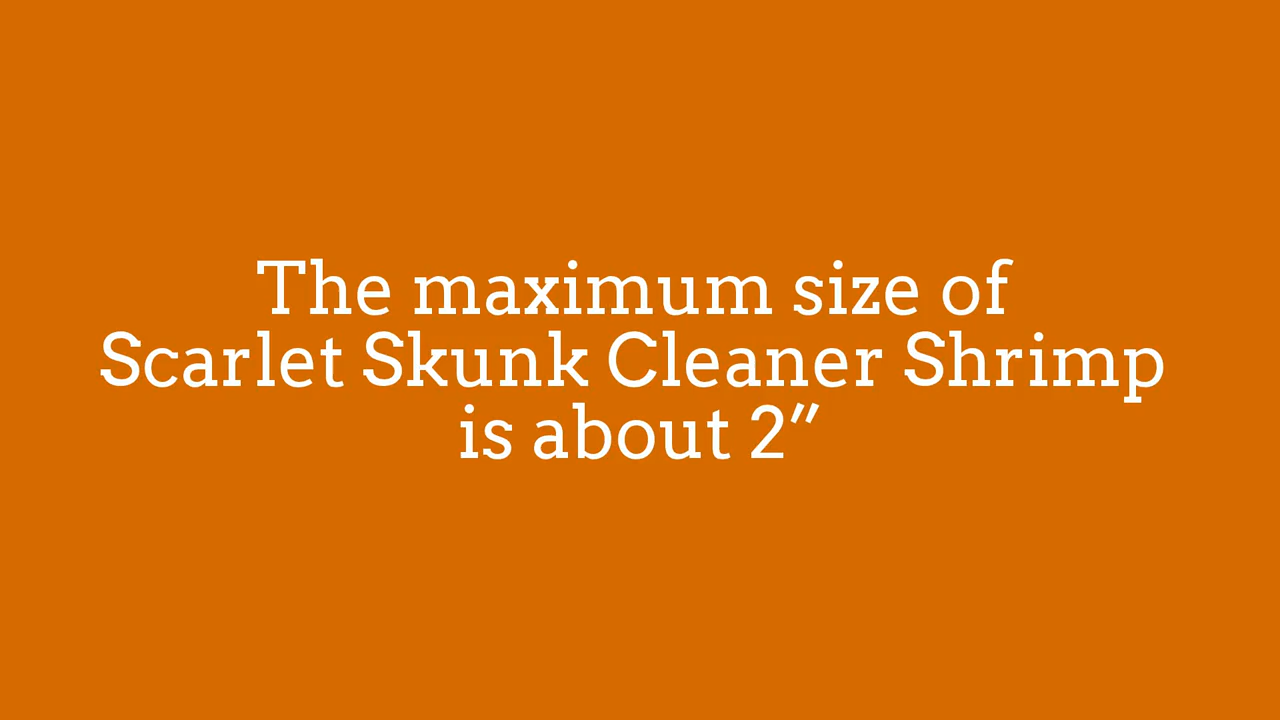 The maximum size of
Scarlet Skunk Cleaner Shrimp
is about 2”